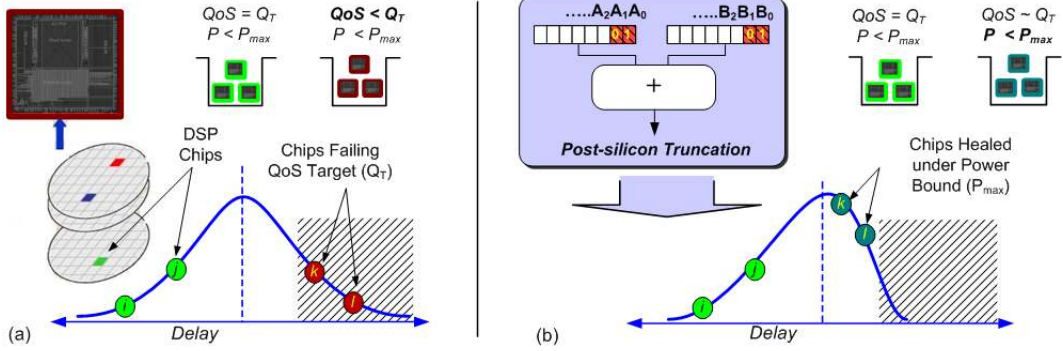 QoS = Q_T
P < P_max
QoS < Q_T
P < P_max
DSP
Chips
Chips Failing
QoS Target (Q_T)
i
j
k
l
(a)
Delay
.....A₂A₁A₀
.....B₂B₁B₀
0 1
0 1
+
Post-silicon Truncation
QoS = Q_T
P < P_max
QoS ~ Q_T
P < P_max
Chips Healed
under Power
Bound (P_max)
i
j
k
l
(b)
Delay